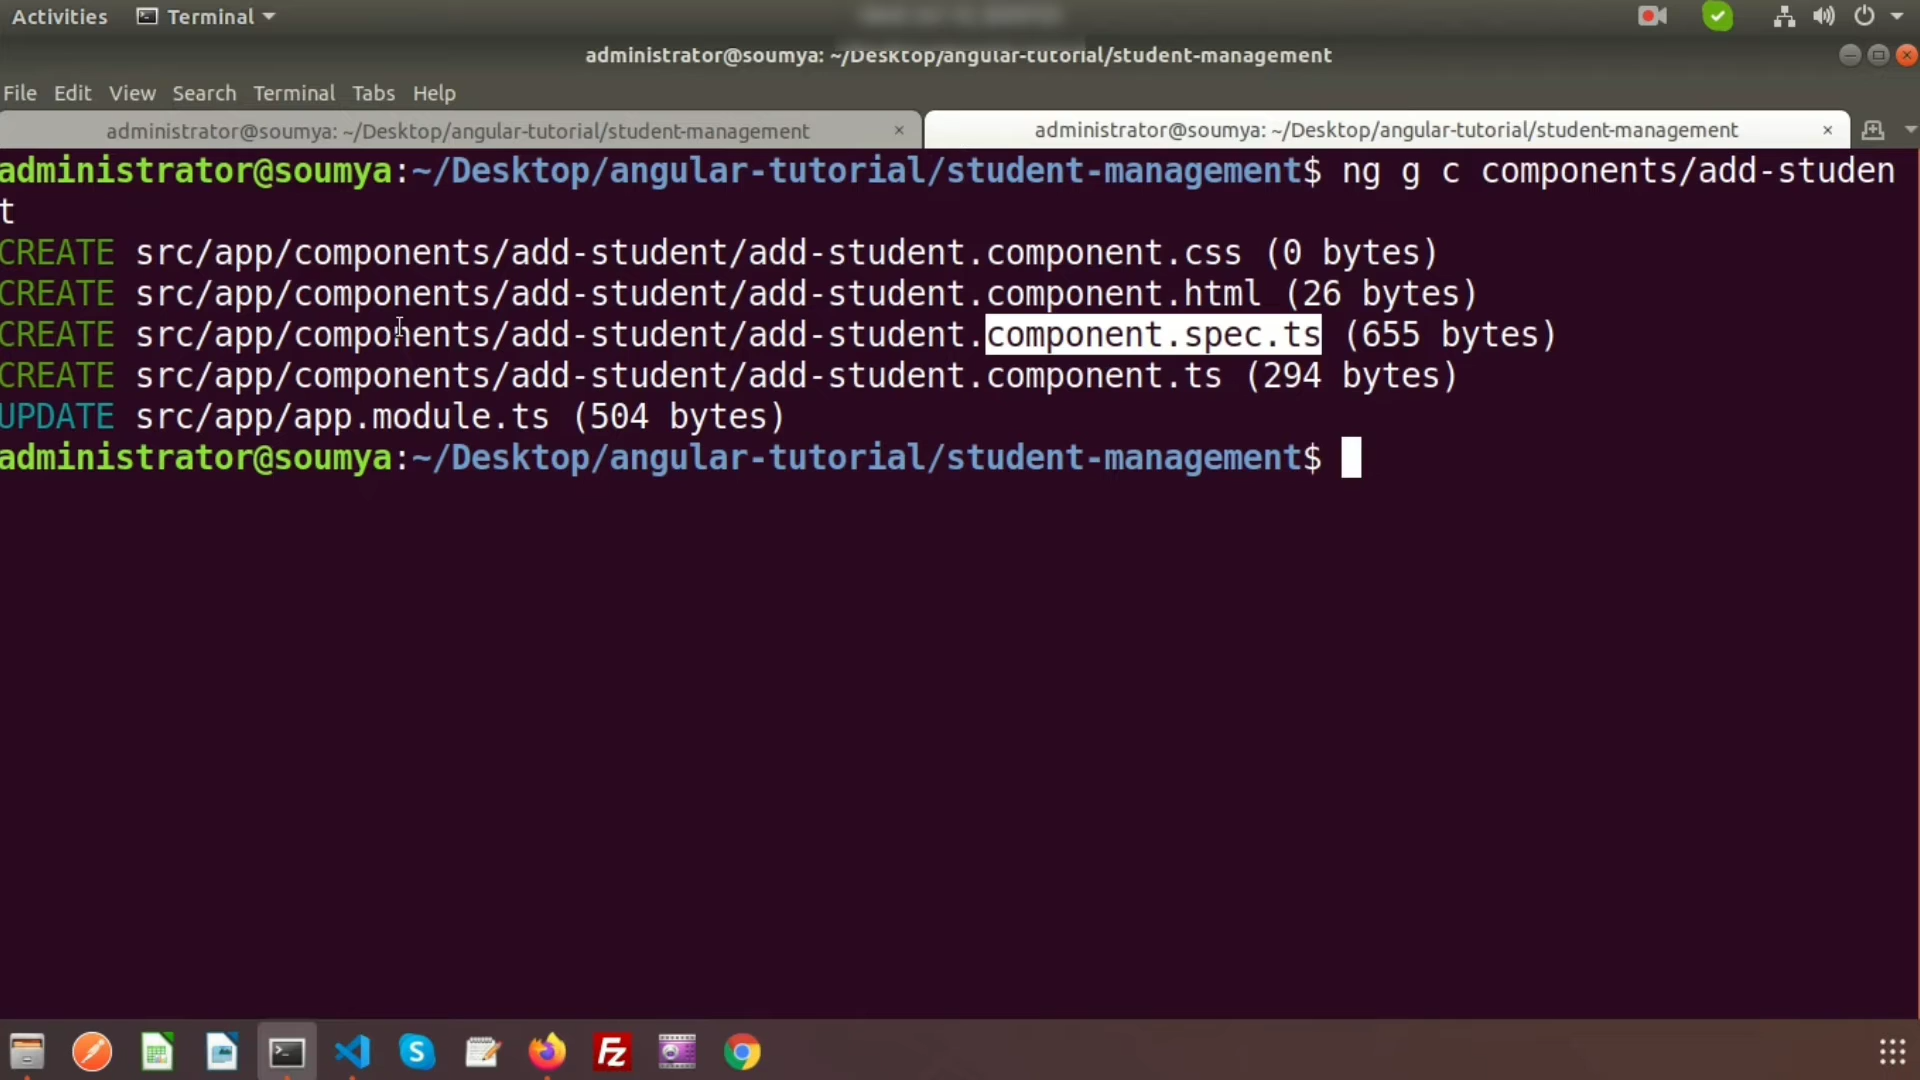 Activities Terminal
administrator@soumya: ~/Desktop/angular-tutorial/student-management
File Edit View Search Terminal Tabs Help
administrator@soumya: ~/Desktop/angular-tutorial/student-management × administrator@soumya: ~/Desktop/angular-tutorial/student-management ×
administrator@soumya:~/Desktop/angular-tutorial/student-management$ ng g c components/add-studen
t
CREATE src/app/components/add-student/add-student.component.css (0 bytes)
CREATE src/app/components/add-student/add-student.component.html (26 bytes)
CREATE src/app/components/add-student/add-student.component.spec.ts (655 bytes)
CREATE src/app/components/add-student/add-student.component.ts (294 bytes)
UPDATE src/app/app.module.ts (504 bytes)
administrator@soumya:~/Desktop/angular-tutorial/student-management$
S
Fz